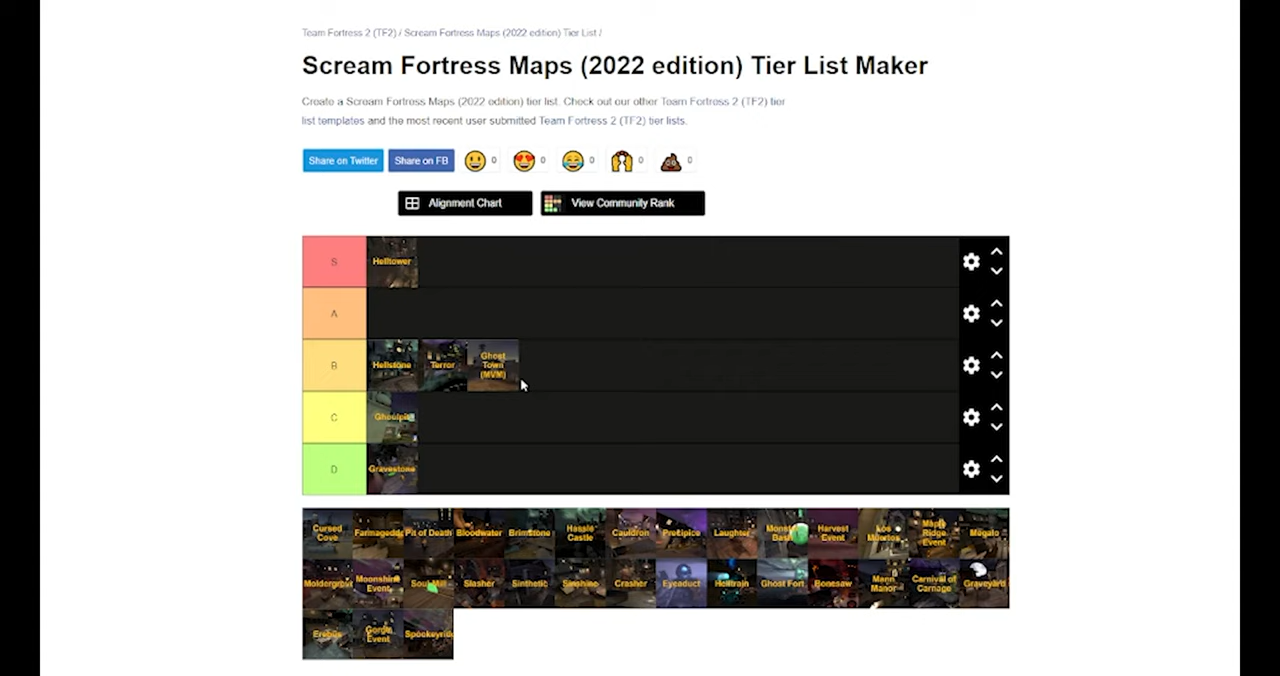 Team Fortress 2 (TF2) / Scream Fortress Maps (2022 edition) Tier List /
Scream Fortress Maps (2022 edition) Tier List Maker
Create a Scream Fortress Maps (2022 edition) tier list. Check out our other Team Fortress 2 (TF2) tier
list templates and the most recent user submitted Team Fortress 2 (TF2) tier lists.
Share on Twitter Share on FB 0 0 0 0 0
Alignment Chart View Community Rank
S Helltower
A
B Hellstone Terror Ghost Town (MVM)
C Ghoulpit
D Gravestone
Cursed Cove Farmageddo Pit of Death Bloodwater Brimstone Hassle Castle Cauldron Precipice Laughter Monster Bash Harvest Event Los Muertos Maple Ridge Event Megalo
Moldergrove Moonshine Event Soul-Mill Slasher Sinthetic Sinshine Crasher Eyeaduct Helltrain Ghost Fort Bonesaw Mann Manor Carnival of Carnage Graveyard
Erebus Gorge Event Spookeyrid